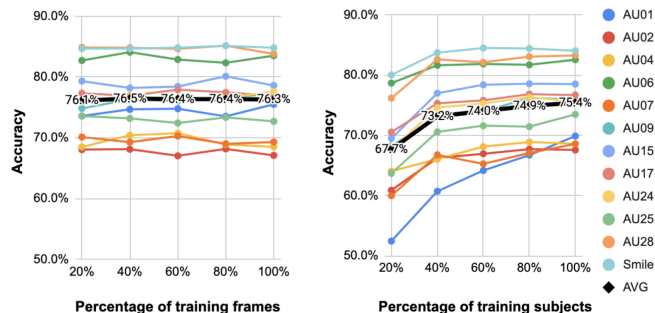 90.0%
80.0%
70.0%
60.0%
50.0%
Accuracy
76.1% 76.5% 76.4% 76.4% 76.3%
20% 40% 60% 80% 100%
Percentage of training frames
90.0%
80.0%
70.0%
60.0%
50.0%
Accuracy
67.7% 73.2% 74.0% 74.9% 75.4%
20% 40% 60% 80% 100%
Percentage of training subjects
AU01
AU02
AU04
AU06
AU07
AU09
AU15
AU17
AU24
AU25
AU28
Smile
AVG